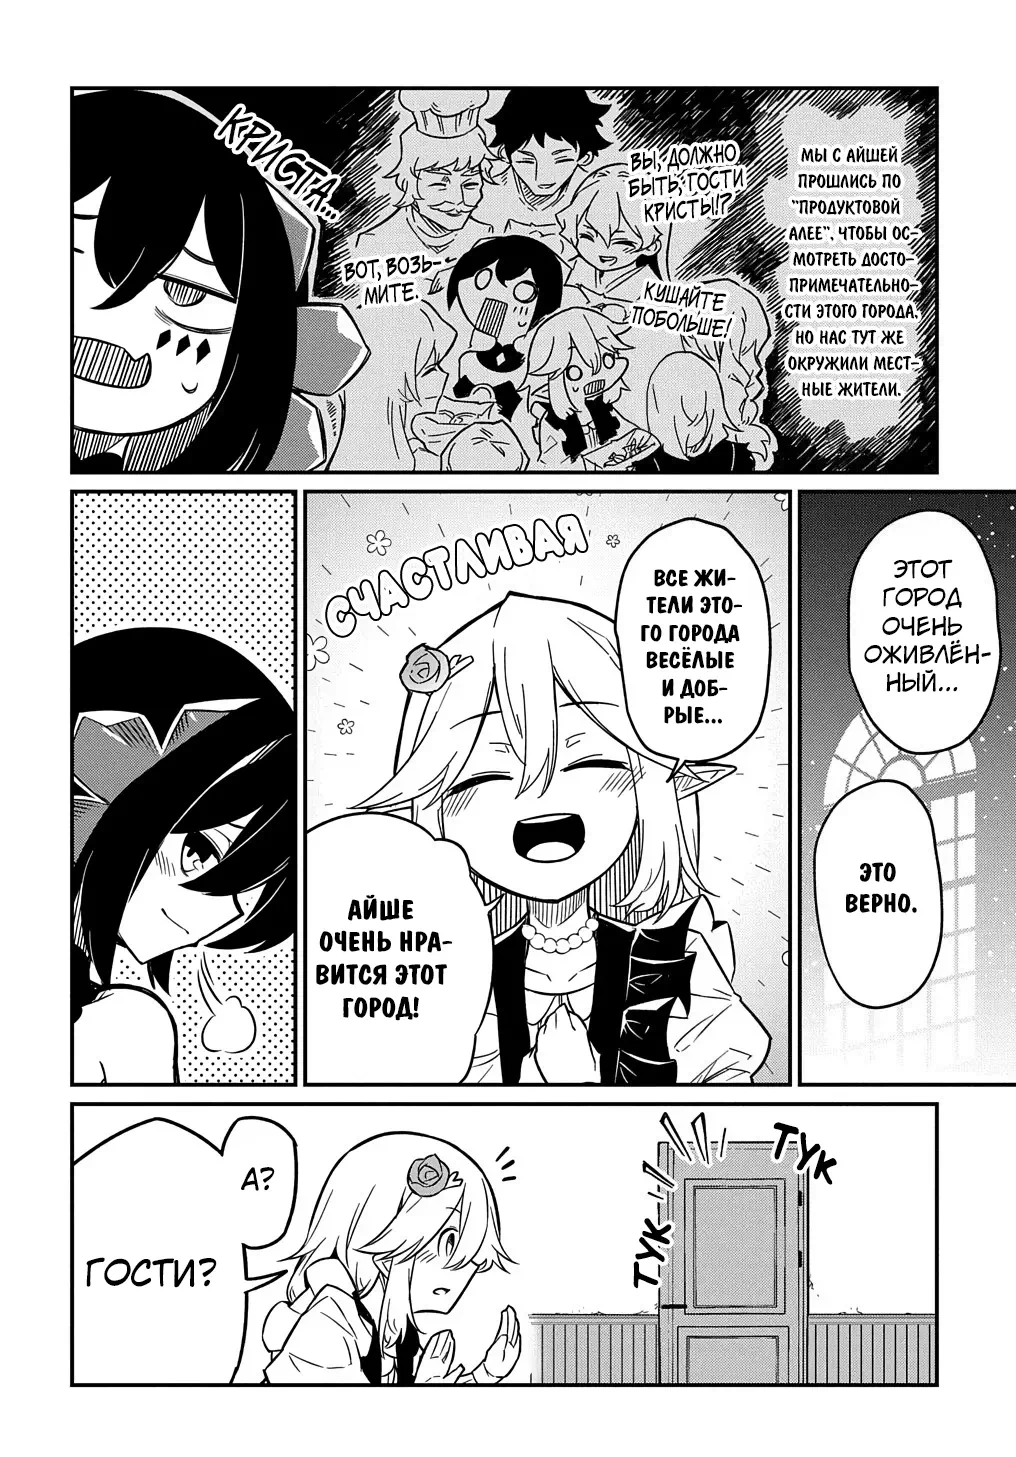 МЫ С АЙШЕЙ
ПРОШЛИСЬ ПО
"ПРОДУКТОВОЙ
АЛЕЕ", ЧТОБЫ ОС-
МОТРЕТЬ ДОСТО-
ПРИМЕЧАТЕЛЬНО-
СТИ ЭТОГО ГОРОДА,
НО НАС ТУТ ЖЕ
ОКРУЖИЛИ МЕСТ-
НЫЕ ЖИТЕЛИ.
ВЫ, ДОЛЖНО
БЫТЬ, ГОСТИ
КРИСТЫ!?
КУШАЙТЕ
ПОБОЛЬШЕ!
ВОТ, ВОЗЬ-
МИТЕ.
КРИСТА...
ЭТОТ
ГОРОД
ОЧЕНЬ
ОЖИВЛЁН-
НЫЙ...
ЭТО
ВЕРНО.
ВСЕ ЖИ-
ТЕЛИ ЭТО-
ГО ГОРОДА
ВЕСЁЛЫЕ
И ДОБ-
РЫЕ...
СЧАСТЛИВАЯ
АЙШЕ
ОЧЕНЬ НРА-
ВИТСЯ ЭТОТ
ГОРОД!
ТУК
ТУК
А?
ГОСТИ?